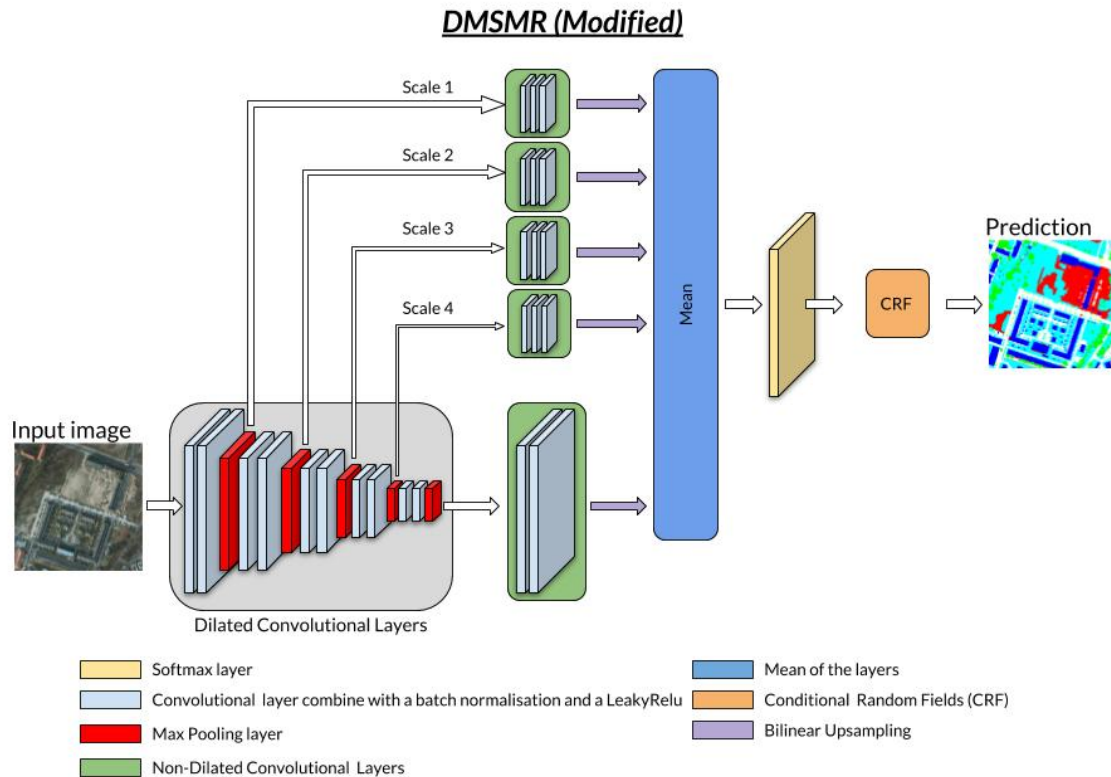 DMSMR (Modified)
Scale 1
Scale 2
Scale 3
Scale 4
Input image
Mean
CRF
Prediction
Dilated Convolutional Layers
Softmax layer
Convolutional layer combine with a batch normalisation and a LeakyRelu
Max Pooling layer
Non-Dilated Convolutional Layers
Mean of the layers
Conditional Random Fields (CRF)
Bilinear Upsampling